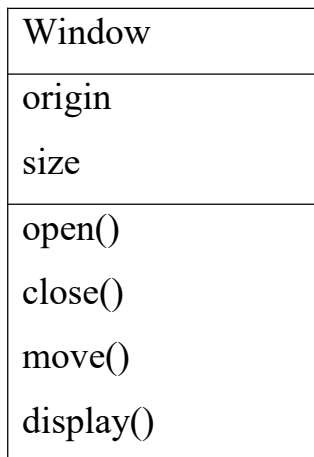 Window
origin
size
open()
close()
move()
display()